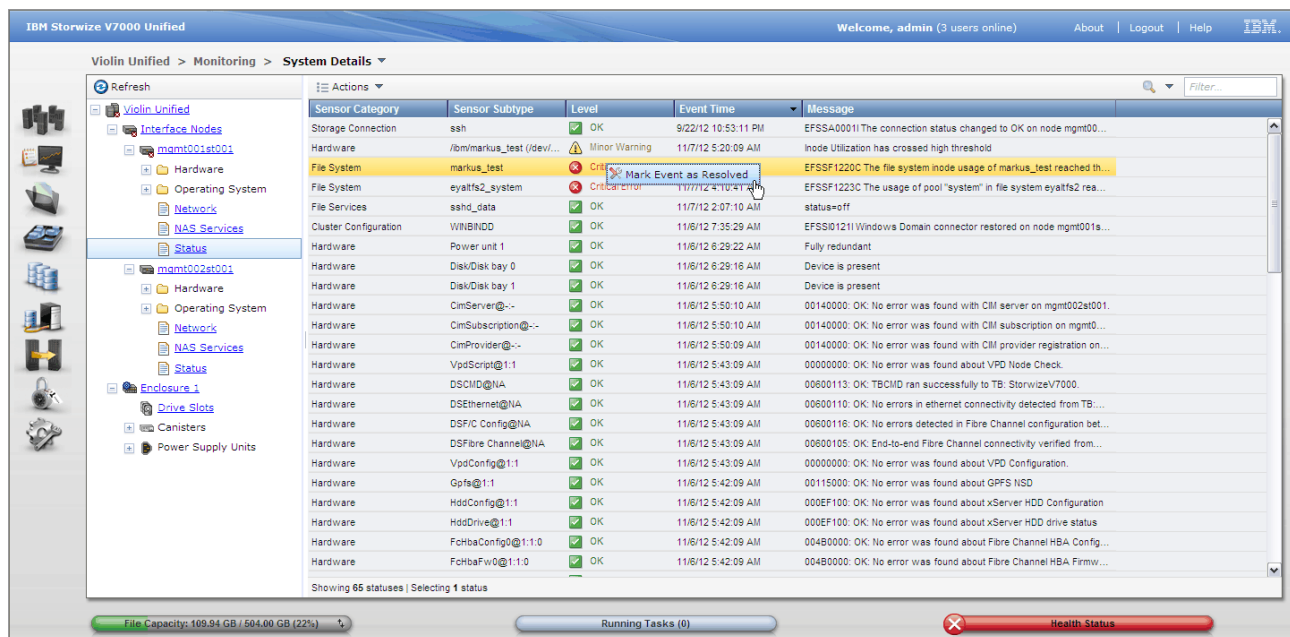 IBM Storwize V7000 Unified
Welcome, admin (3 users online) About | Logout | Help IBM.
Violin Unified > Monitoring > System Details
Refresh
Violin Unified
Interface Nodes
mgmt001st001
Hardware
Operating System
Network
NAS Services
Status
mgmt002st001
Hardware
Operating System
Network
NAS Services
Status
Enclosure 1
Drive Slots
Canisters
Power Supply Units
Actions
Filter...
Sensor Category Sensor Subtype Level Event Time Message
Storage Connection ssh OK 9/22/12 10:53:11 PM EFSSA0001I The connection status changed to OK on node mgmt00...
/ibm/markus_test (/dev/... Minor Warning 11/7/12 5:20:09 AM Inode Utilization has crossed high threshold
File System markus_test Criti EFSSF1220C The file system inode usage of markus_test reached th...
Mark Event as Resolved
File System eyaltfs2_system Critical Error 11/7/12 4:10:41 EFSSF1223C The usage of pool "system" in file system eyaltfs2 rea...
File Services sshd_data OK 11/7/12 2:07:10 AM status=off
Cluster Configuration WINBINDD OK 11/6/12 7:35:29 AM EFSSI0121I Windows Domain connector restored on node mgmt001s...
Hardware Power unit 1 OK 11/6/12 6:29:22 AM Fully redundant
Hardware Disk/Disk bay 0 OK 11/6/12 6:29:16 AM Device is present
Hardware Disk/Disk bay 1 OK 11/6/12 6:29:16 AM Device is present
Hardware CimServer@-:- OK 11/6/12 5:50:10 AM 00140000: OK: No error was found with CIM server on mgmt002st001.
Hardware CimSubscription@-:- OK 11/6/12 5:50:10 AM 00140000: OK: No error was found with CIM subscription on mgmt0...
Hardware CimProvider@-:- OK 11/6/12 5:50:09 AM 00140000: OK: No error was found with CIM provider registration on...
Hardware VpdScript@1:1 OK 11/6/12 5:43:09 AM 00000000: OK: No error was found about VPD Node Check.
Hardware DSCMD@NA OK 11/6/12 5:43:09 AM 00600113: OK: TBCMD ran successfully to TB: StorwizeV7000.
Hardware DSEthernet@NA OK 11/6/12 5:43:09 AM 00600110: OK: No errors in ethernet connectivity detected from TB:...
Hardware DSF/C Config@NA OK 11/6/12 5:43:09 AM 00600116: OK: No errors detected in Fibre Channel configuration bet...
Hardware DSFibre Channel@NA OK 11/6/12 5:43:09 AM 00600105: OK: End-to-end Fibre Channel connectivity verified from...
Hardware VpdConfig@1:1 OK 11/6/12 5:43:09 AM 00000000: OK: No error was found about VPD Configuration.
Hardware Gpfs@1:1 OK 11/6/12 5:42:09 AM 00115000: OK: No error was found about GPFS NSD
Hardware HddConfig@1:1 OK 11/6/12 5:42:09 AM 000EF100: OK: No error was found about xServer HDD Configuration
Hardware HddDrive@1:1 OK 11/6/12 5:42:09 AM 000EF100: OK: No error was found about xServer HDD drive status
Hardware FcHbaConfig0@1:1:0 OK 11/6/12 5:42:09 AM 004B0000: OK: No error was found about Fibre Channel HBA Config...
Hardware FcHbaFw0@1:1:0 OK 11/6/12 5:42:09 AM 004B0000: OK: No error was found about Fibre Channel HBA Firmw...
Showing 65 statuses | Selecting 1 status
File Capacity: 109.94 GB / 504.00 GB (22%) Running Tasks (0) Health Status